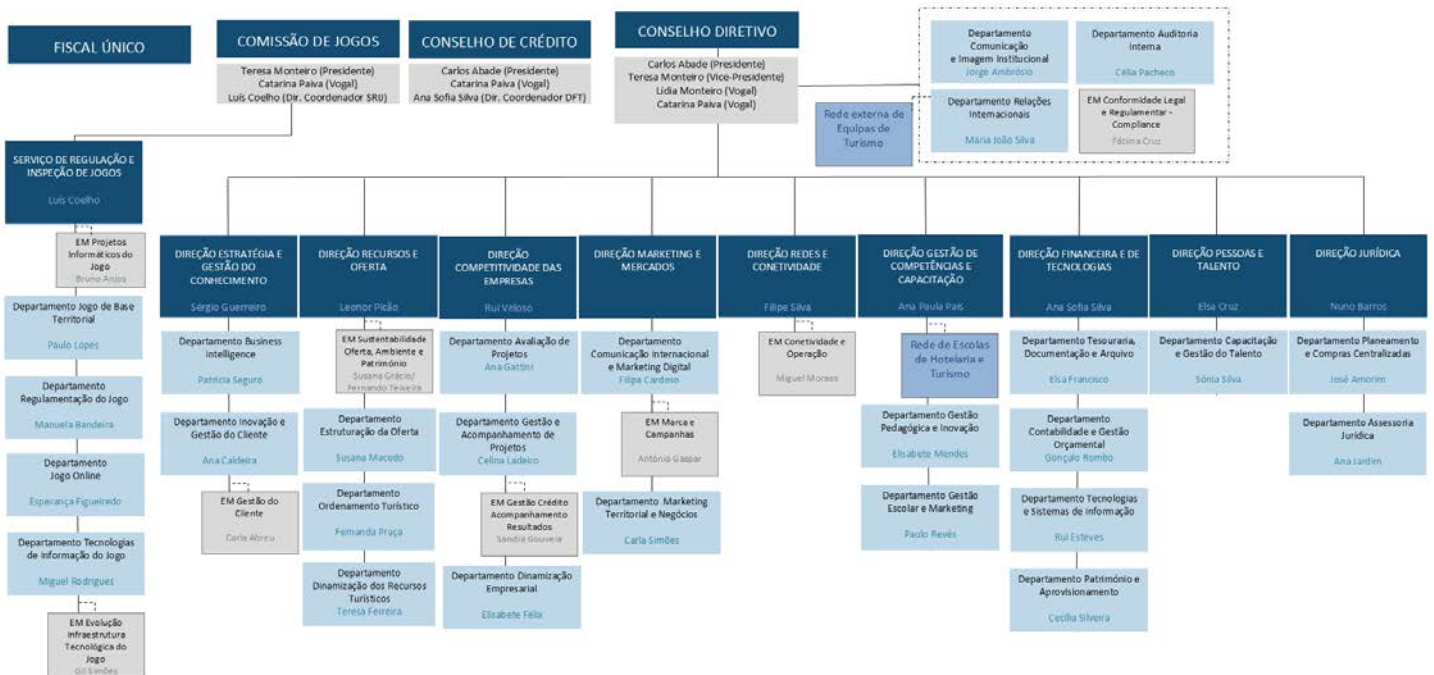 FISCAL ÚNICO
COMISSÃO DE JOGOS
Teresa Monteiro (Presidente)
Catarina Paiva (Vogal)
Luís Coelho (Dir. Coordenador SRIJ)
CONSELHO DE CRÉDITO
Carlos Abade (Presidente)
Catarina Paiva (Vogal)
Ana Sofia Silva (Dir. Coordenador DFT)
CONSELHO DIRETIVO
Carlos Abade (Presidente)
Teresa Monteiro (Vice-Presidente)
Lídia Monteiro (Vogal)
Catarina Paiva (Vogal)
Rede externa de
Equipas de
Turismo
Departamento
Comunicação
e Imagem Institucional
Jorge Ambrósio
Departamento Auditoria
Interna
Célia Pacheco
Departamento Relações
Internacionais
Maria João Silva
EM Conformidade Legal
e Regulamentar -
Compliance
Fátima Cruz
SERVIÇO DE REGULAÇÃO E
INSPEÇÃO DE JOGOS
Luís Coelho
EM Projetos
Informáticos do
Jogo
Bruno Anjos
Departamento Jogo de Base
Territorial
Paulo Lopes
Departamento
Regulamentação do Jogo
Manuela Bandeira
Departamento
Jogo Online
Esperança Figueiredo
Departamento Tecnologias
de Informação do Jogo
Miguel Rodrigues
EM Evolução
Infraestrutura
Tecnológica do
Jogo
Gil Simões
DIREÇÃO ESTRATÉGIA E
GESTÃO DO
CONHECIMENTO
Sérgio Guerreiro
Departamento Business
Intelligence
Patrícia Seguro
Departamento Inovação e
Gestão do Cliente
Ana Caldeira
EM Gestão do
Cliente
Carla Abreu
DIREÇÃO RECURSOS E
OFERTA
Leonor Picão
EM Sustentabilidade
Oferta, Ambiente e
Património
Susana Grácio/
Fernando Teixeira
Departamento
Estruturação da Oferta
Susana Macedo
Departamento
Ordenamento Turístico
Fernanda Praça
Departamento
Dinamização dos Recursos
Turísticos
Teresa Ferreira
DIREÇÃO
COMPETITIVIDADE DAS
EMPRESAS
Rui Veloso
Departamento Avaliação de
Projetos
Ana Gattini
Departamento Gestão e
Acompanhamento de
Projetos
Celina Ladeiro
EM Gestão Crédito
Acompanhamento
Resultados
Sandra Gouveia
Departamento Dinamização
Empresarial
Elisabete Félix
DIREÇÃO MARKETING E
MERCADOS
Departamento
Comunicação Internacional
e Marketing Digital
Filipa Cardoso
EM Marca e
Campanhas
António Gaspar
Departamento Marketing
Territorial e Negócios
Carla Simões
DIREÇÃO REDES E
CONETIVIDADE
Filipe Silva
EM Conetividade e
Operação
Miguel Moraes
DIREÇÃO GESTÃO DE
COMPETÊNCIAS E
CAPACITAÇÃO
Ana Paula Pais
Rede de Escolas
de Hotelaria e
Turismo
Departamento Gestão
Pedagógica e Inovação
Elisabete Mendes
Departamento Gestão
Escolar e Marketing
Paulo Revés
DIREÇÃO FINANCEIRA E DE
TECNOLOGIAS
Ana Sofia Silva
Departamento Tesouraria,
Documentação e Arquivo
Elsa Francisco
Departamento
Contabilidade e Gestão
Orçamental
Gonçalo Rombo
Departamento Tecnologias
e Sistemas de Informação
Rui Esteves
Departamento Património e
Aprovisionamento
Cecília Silveira
DIREÇÃO PESSOAS E
TALENTO
Elsa Cruz
Departamento Capacitação
e Gestão do Talento
Sónia Silva
DIREÇÃO JURÍDICA
Nuno Barros
Departamento Planeamento
e Compras Centralizadas
José Amorim
Departamento Assessoria
Jurídica
Ana Jardim